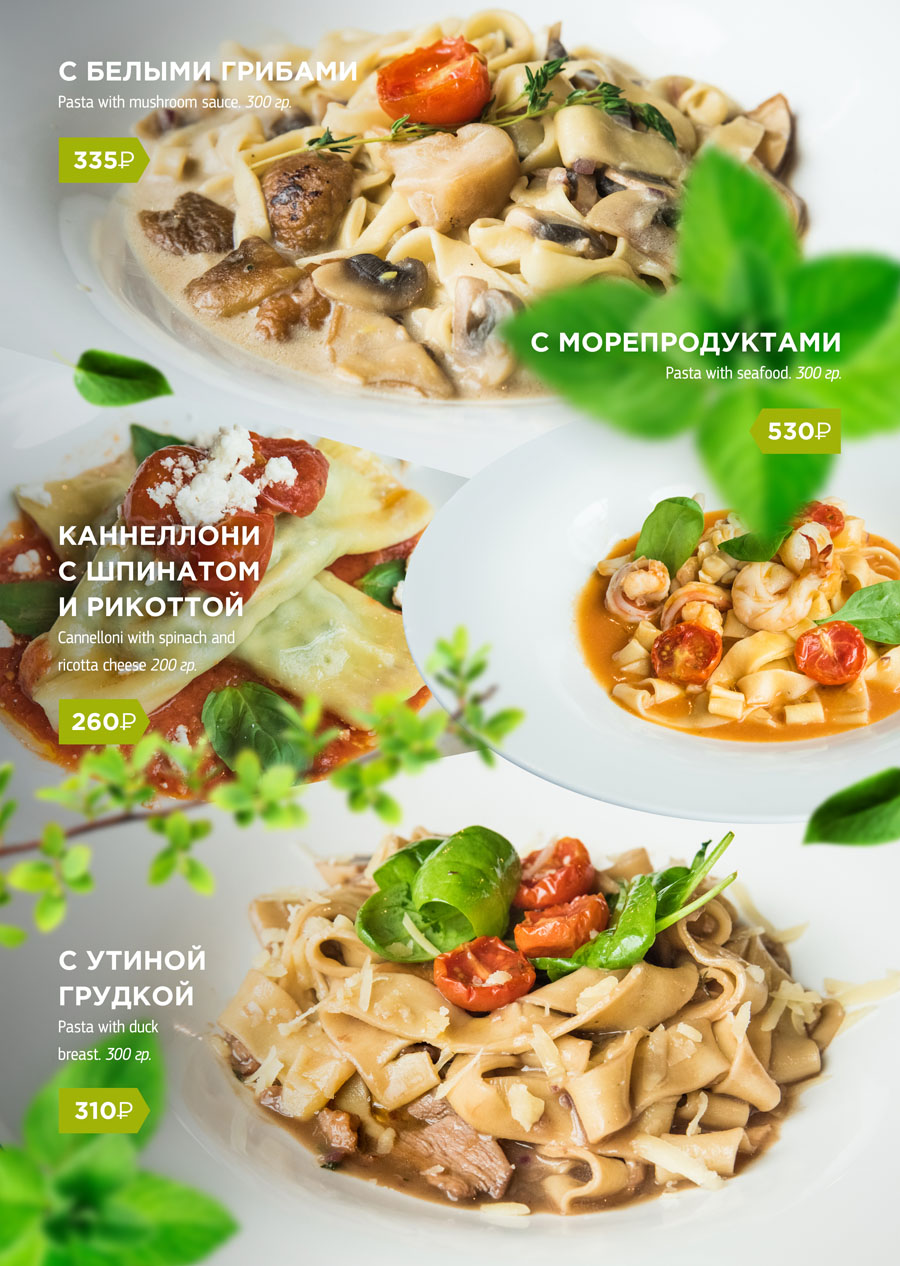 С БЕЛЫМИ ГРИБАМИ
Pasta with mushroom sauce. 300 гр.
335₽
С МОРЕПРОДУКТАМИ
Pasta with seafood. 300 гр.
530₽
КАННЕЛЛОНИ
С ШПИНАТОМ
И РИКОТТОЙ
Cannelloni with spinach and
ricotta cheese 200 гр.
260₽
С УТИНОЙ
ГРУДКОЙ
Pasta with duck
breast. 300 гр.
310₽